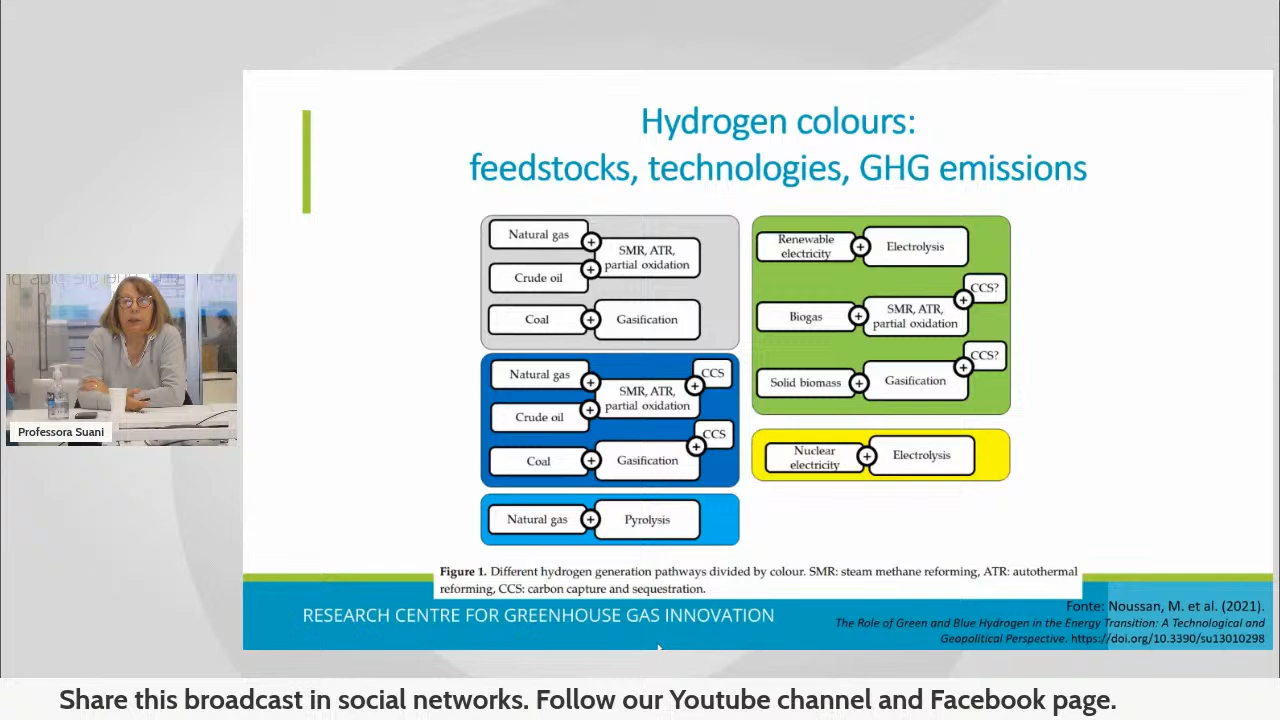 Hydrogen colours:
feedstocks, technologies, GHG emissions
Natural gas
+
Crude oil
+
SMR, ATR,
partial oxidation
Coal
+
Gasification
Natural gas
+
Crude oil
+
SMR, ATR,
partial oxidation
+
CCS
Coal
+
Gasification
+
CCS
Natural gas
+
Pyrolysis
Renewable
electricity
+
Electrolysis
Biogas
+
SMR, ATR,
partial oxidation
+
CCS?
Solid biomass
+
Gasification
+
CCS?
Nuclear
electricity
+
Electrolysis
Professora Suani
Figure 1. Different hydrogen generation pathways divided by colour. SMR: steam methane reforming, ATR: autothermal
reforming, CCS: carbon capture and sequestration.
RESEARCH CENTRE FOR GREENHOUSE GAS INNOVATION
Fonte: Noussan, M. et al. (2021).
The Role of Green and Blue Hydrogen in the Energy Transition: A Technological and
Geopolitical Perspective. https://doi.org/10.3390/su13010298
Share this broadcast in social networks. Follow our Youtube channel and Facebook page.